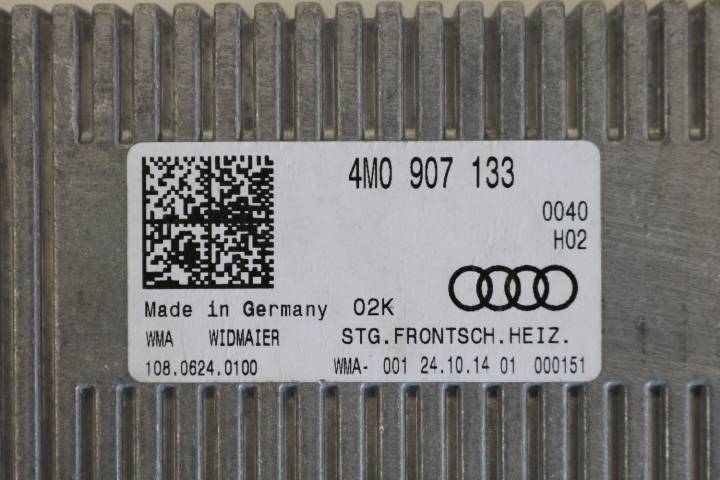 4M0 907 133
0040
H02
Made in Germany 02K
WMA WIDMAIER STG.FRONTSCH.HEIZ.
108.0624.0100 WMA- 001 24.10.14 01 000151